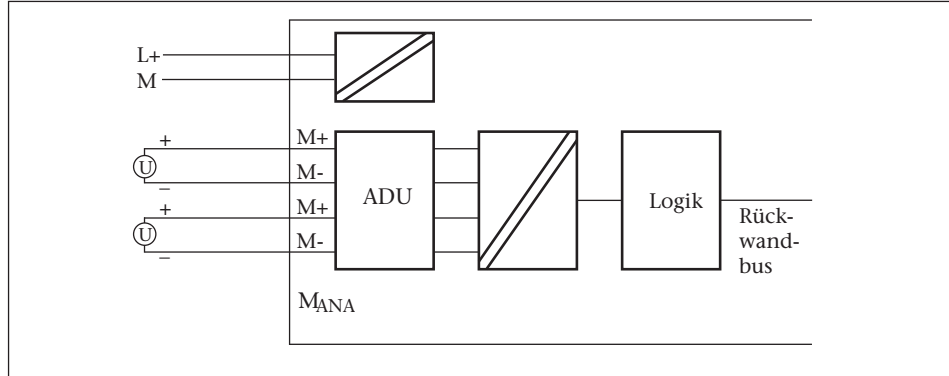 L+
M
+
M+
U
−
M-
ADU
Logik
+
M+
U
−
M-
Rück-
wand-
bus
MANA